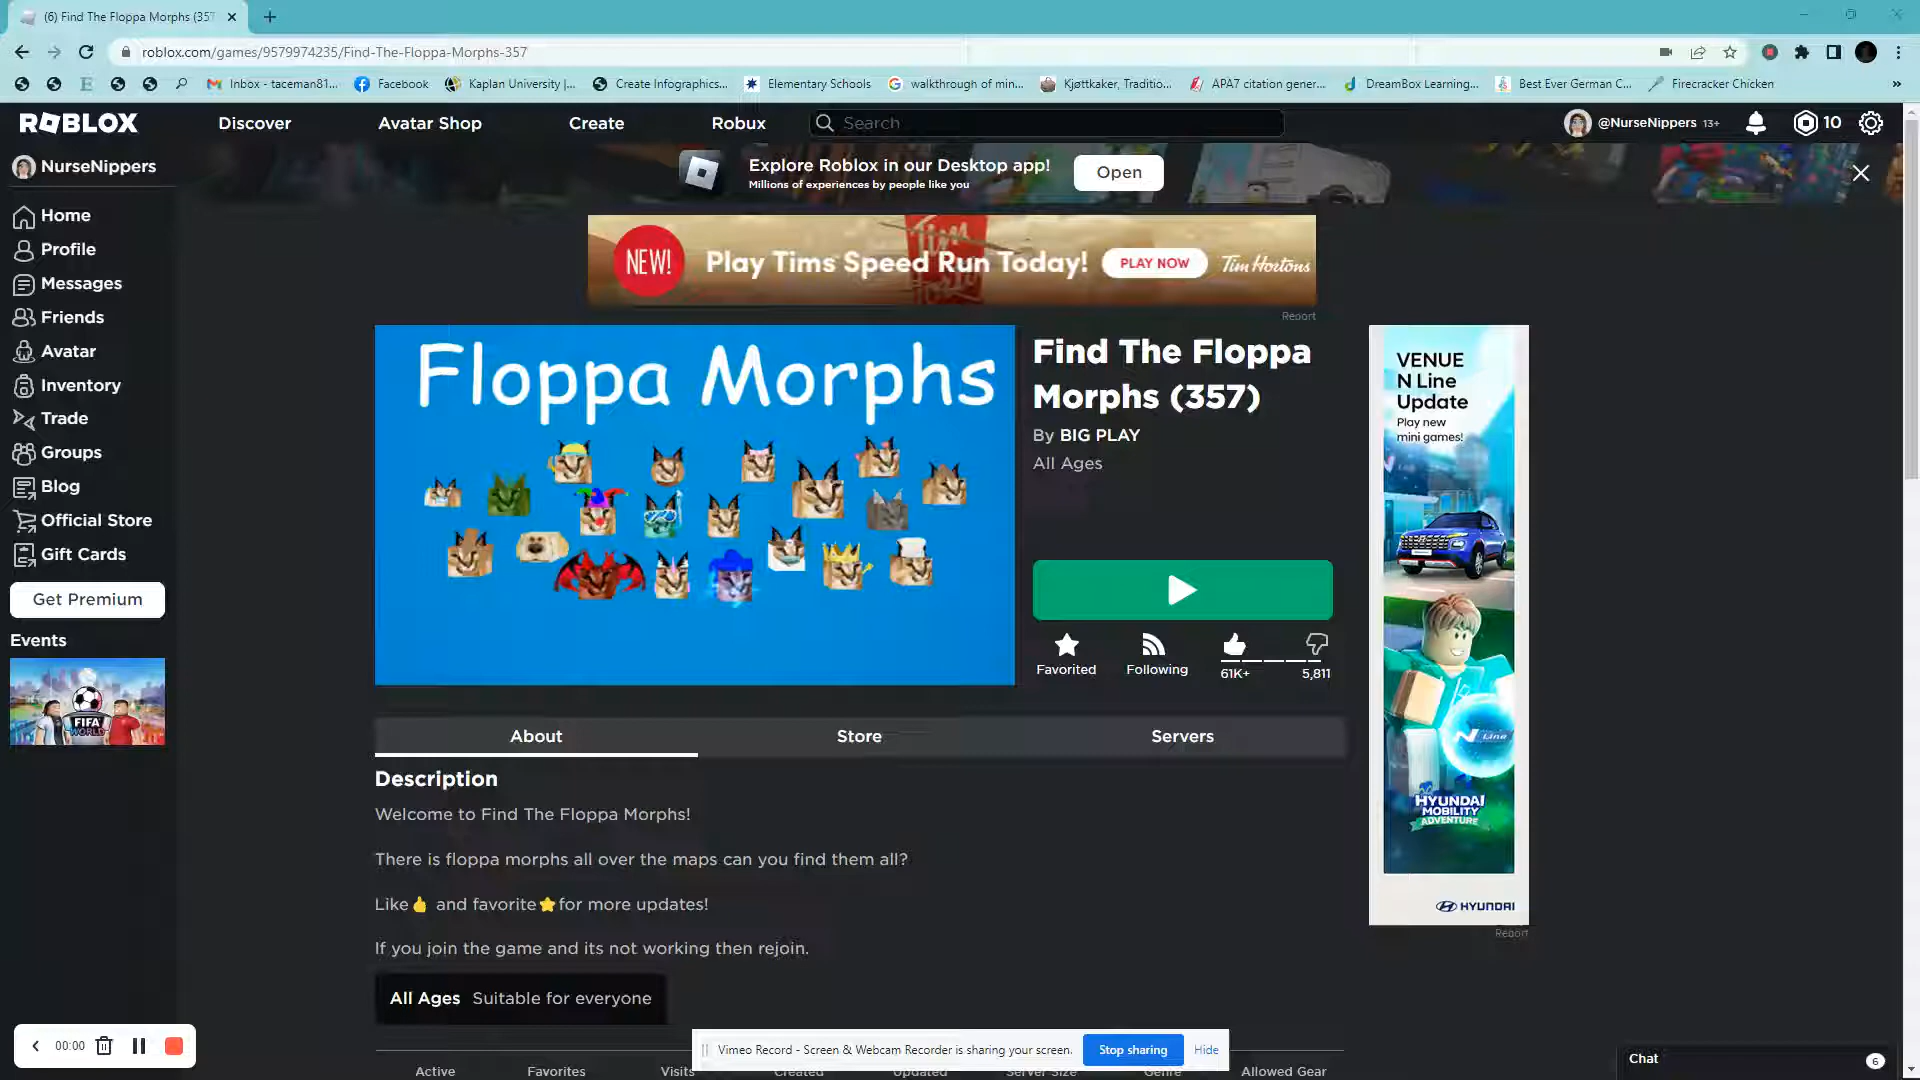 (6) Find The Floppa Morphs (357
roblox.com/games/9579974235/Find-The-Floppa-Morphs-357
Inbox - taceman81...
Facebook
Kaplan University |...
Create Infographics...
Elementary Schools
walkthrough of min...
Kjøttkaker, Traditio...
APA7 citation gener...
DreamBox Learning...
Best Ever German C...
Firecracker Chicken
»
ROBLOX
Discover
Avatar Shop
Create
Robux
Search
@NurseNippers 13+
10
NurseNippers
Explore Roblox in our Desktop app!
Millions of experiences by people like you
Open
Home
Profile
Messages
Friends
Avatar
Inventory
Trade
Groups
Blog
Official Store
Gift Cards
Get Premium
Events
FIFA
WORLD
NEW!
Play Tims Speed Run Today!
PLAY NOW
Tim Hortons
Report
Floppa Morphs
Find The Floppa
Morphs (357)
By BIG PLAY
All Ages
Favorited
Following
61K+
5,811
VENUE
N Line
Update
Play new
mini games!
N Line
HYUNDAI
MOBILITY
ADVENTURE
HYUNDAI
Report
About
Store
Servers
Description
Welcome to Find The Floppa Morphs!
There is floppa morphs all over the maps can you find them all?
Like👍 and favorite⭐for more updates!
If you join the game and its not working then rejoin.
All Ages Suitable for everyone
00:00
Vimeo Record - Screen & Webcam Recorder is sharing your screen.
Stop sharing
Hide
Active
Favorites
Visits
Created
Updated
Server Size
Genre
Allowed Gear
Chat
6